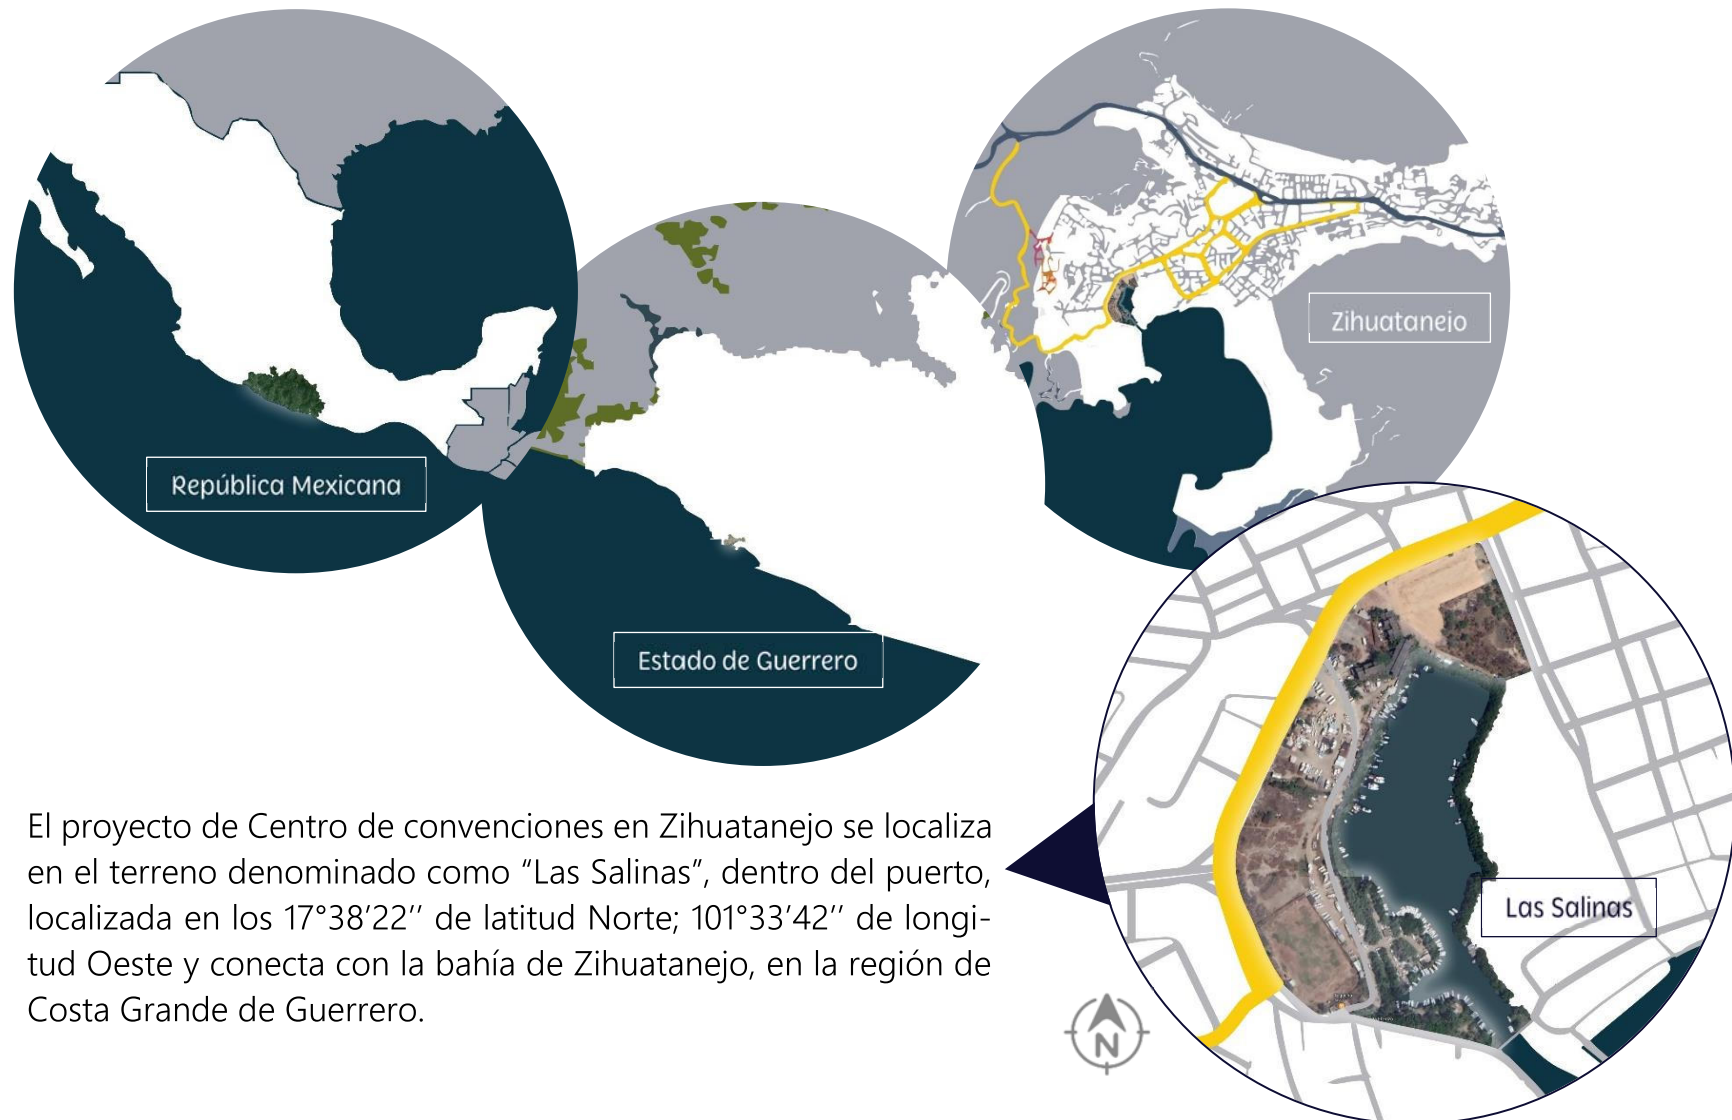 Zihuatanejo
República Mexicana
Estado de Guerrero
El proyecto de Centro de convenciones en Zihuatanejo se localiza
en el terreno denominado como “Las Salinas”, dentro del puerto,
localizada en los 17°38’22’’ de latitud Norte; 101°33’42’’ de longi-
tud Oeste y conecta con la bahía de Zihuatanejo, en la región de
Costa Grande de Guerrero.
Las Salinas
N